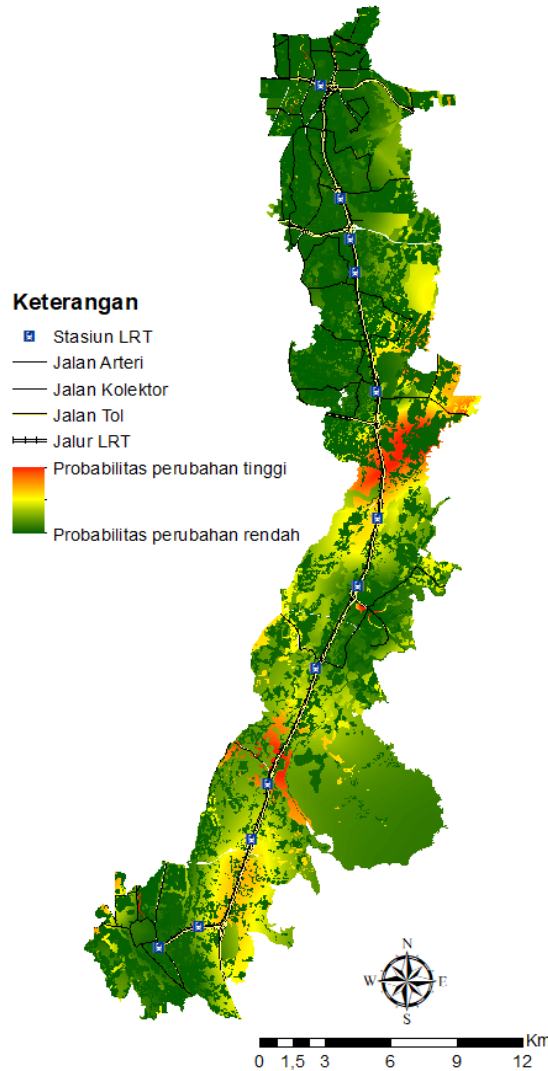 Keterangan
Stasiun LRT
Jalan Arteri
Jalan Kolektor
Jalan Tol
Jalur LRT
Probabilitas perubahan tinggi
Probabilitas perubahan rendah
N
W E
S
Km
0 1,5 3 6 9 12